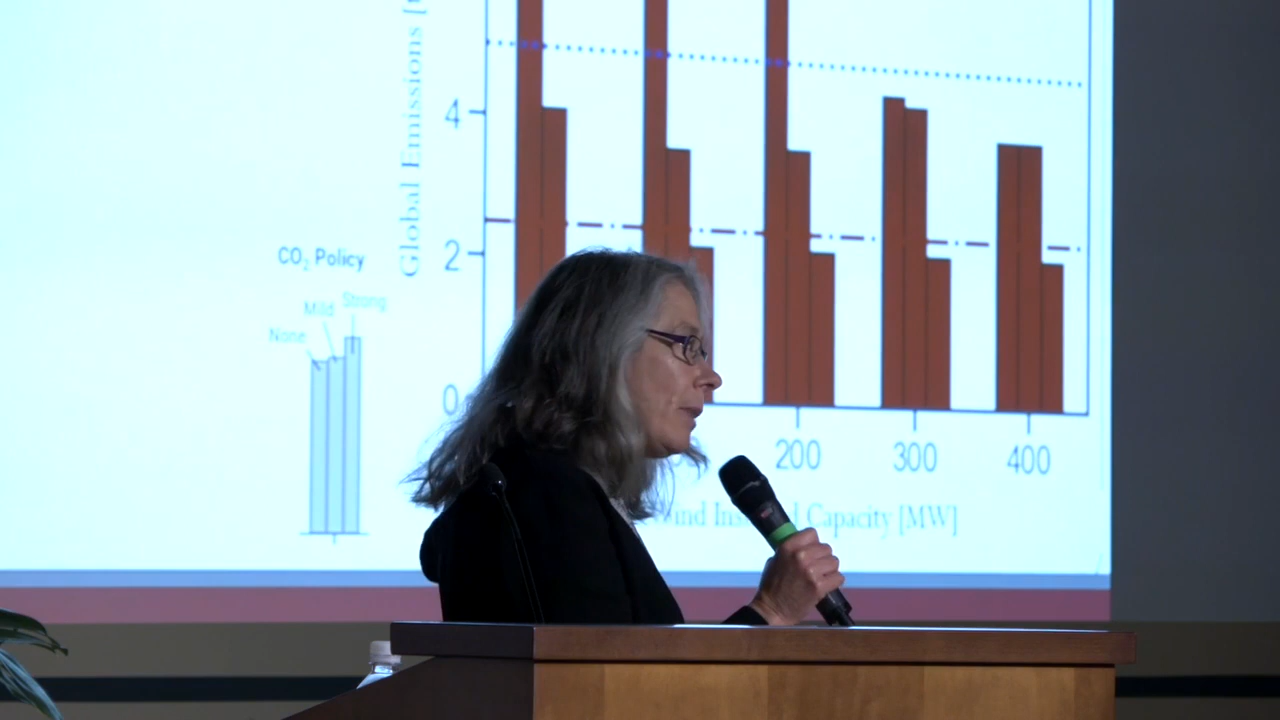 Global Emissions [
4
2
0
CO₂ Policy
Strong
Mild
None
200
300
400
Capacity [MW]